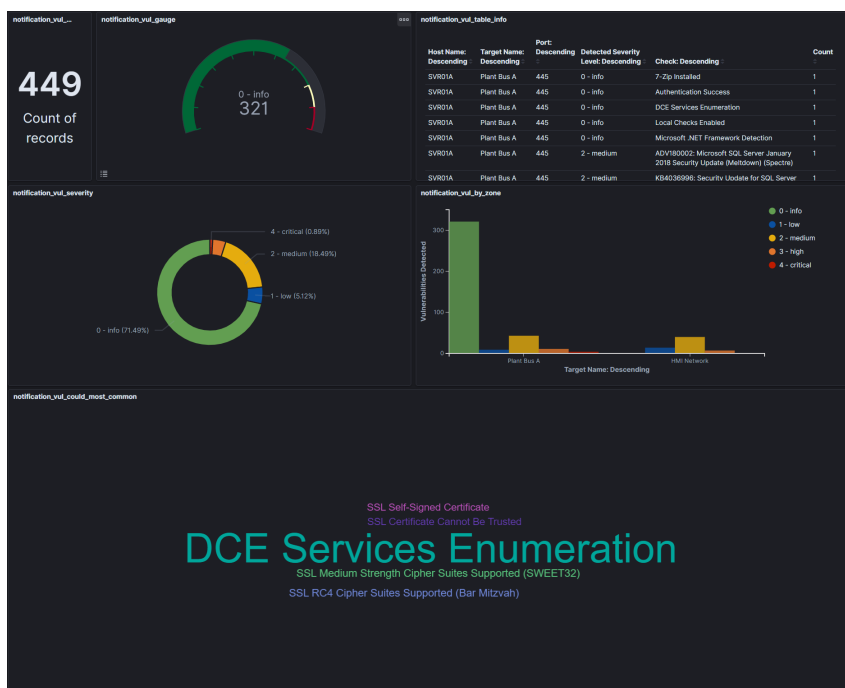 notification_vul_...
449
Count of
records
notification_vul_gauge
0 - info
321
notification_vul_table_info
Host Name: Descending Target Name: Descending Port: Descending Detected Severity Level: Descending Check: Descending Count
SVR01A Plant Bus A 445 0 - info 7-Zip Installed 1
SVR01A Plant Bus A 445 0 - info Authentication Success 1
SVR01A Plant Bus A 445 0 - info DCE Services Enumeration 1
SVR01A Plant Bus A 445 0 - info Local Checks Enabled 1
SVR01A Plant Bus A 445 0 - info Microsoft .NET Framework Detection 1
SVR01A Plant Bus A 445 2 - medium ADV180002: Microsoft SQL Server January 1
2018 Security Update (Meltdown) (Spectre)
SVR01A Plant Bus A 445 2 - medium KB4036996: Security Update for SQL Server 1
notification_vul_severity
4 - critical (0.89%)
2 - medium (18.49%)
1 - low (5.12%)
0 - info (71.49%)
notification_vul_by_zone
Vulnerabilities Detected
300
200
100
0
Plant Bus A
HMI Network
Target Name: Descending
0 - info
1 - low
2 - medium
3 - high
4 - critical
notification_vul_could_most_common
SSL Self-Signed Certificate
SSL Certificate Cannot Be Trusted
DCE Services Enumeration
SSL Medium Strength Cipher Suites Supported (SWEET32)
SSL RC4 Cipher Suites Supported (Bar Mitzvah)